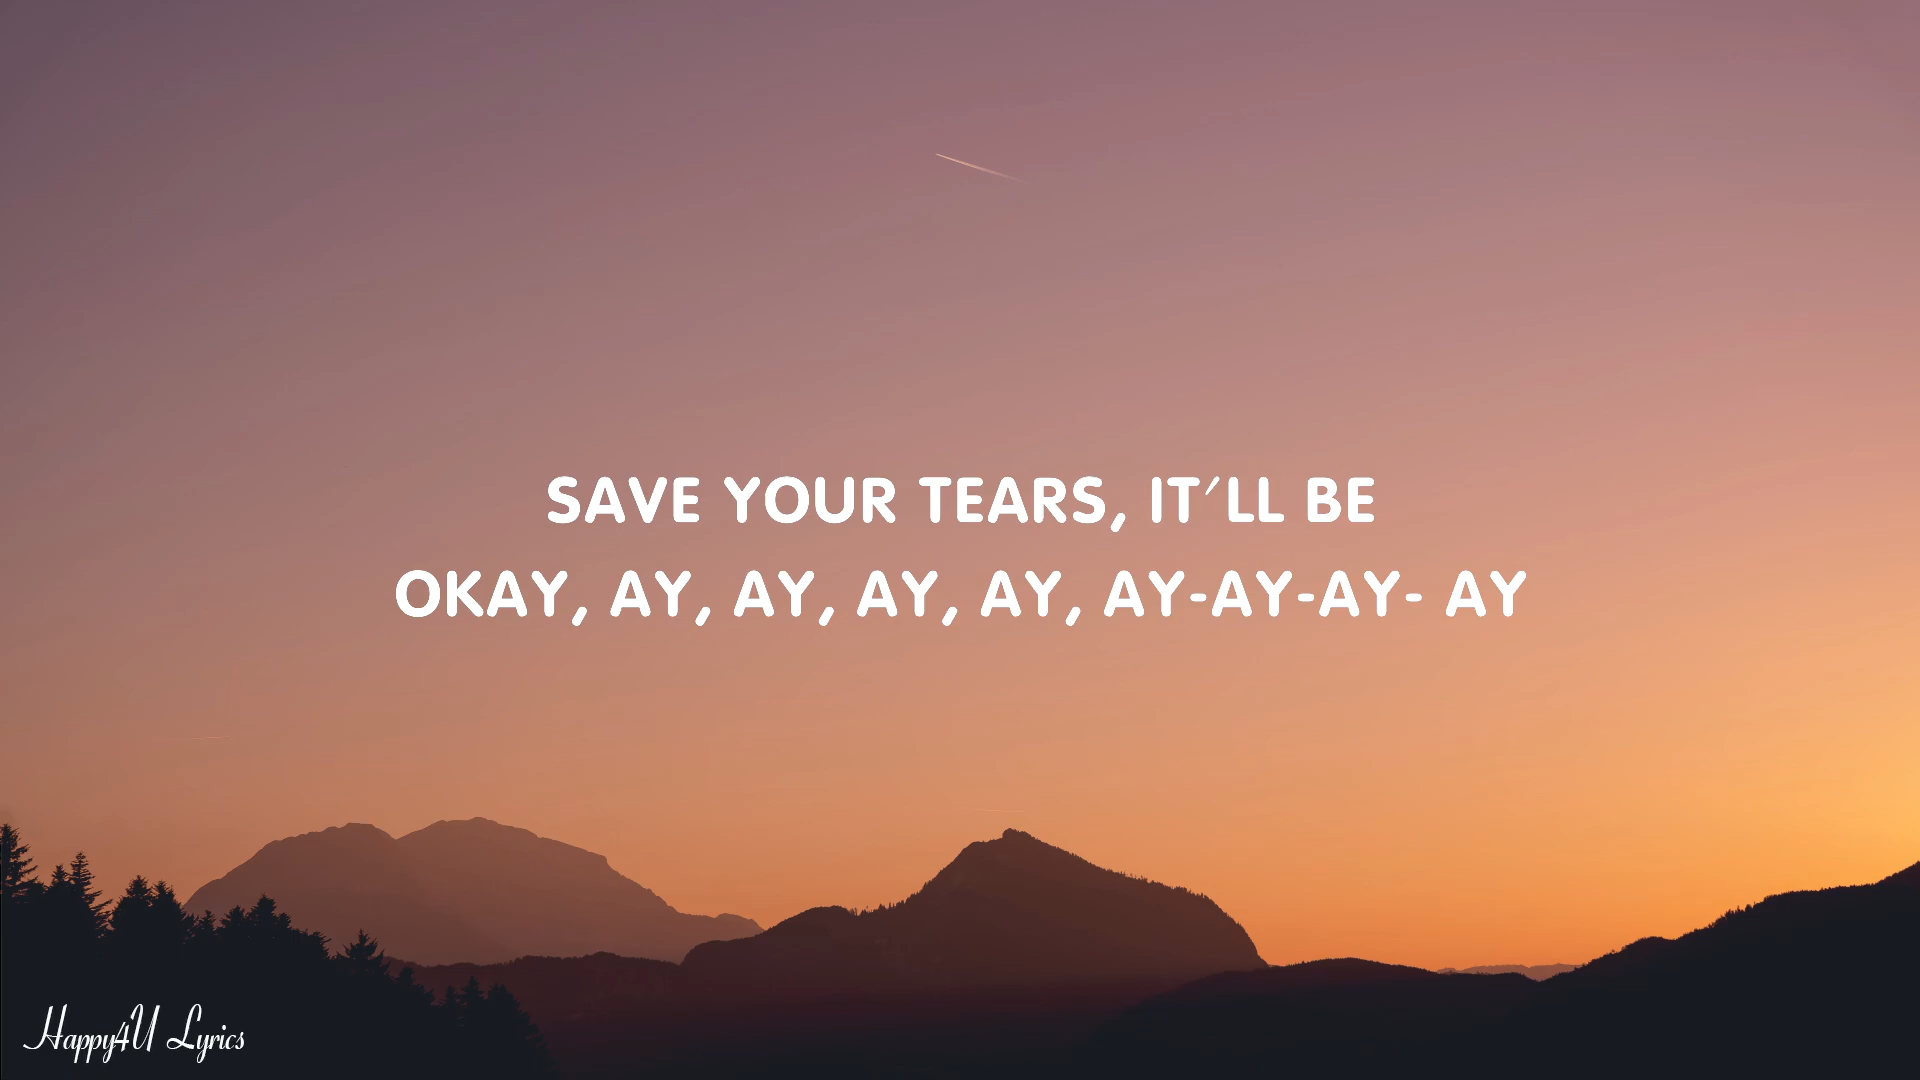 SAVE YOUR TEARS, IT'LL BE
OKAY, AY, AY, AY, AY, AY-AY-AY- AY
Happy4U Lyrics